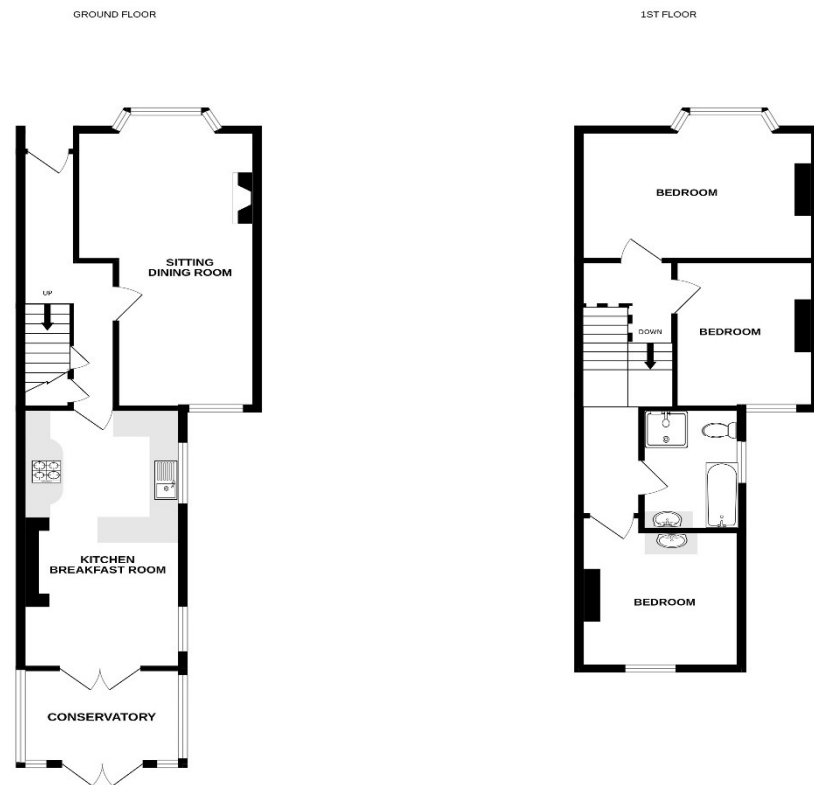 GROUND FLOOR
1ST FLOOR
BEDROOM
SITTING
DINING ROOM
UP
DOWN
BEDROOM
KITCHEN
BREAKFAST ROOM
BEDROOM
CONSERVATORY